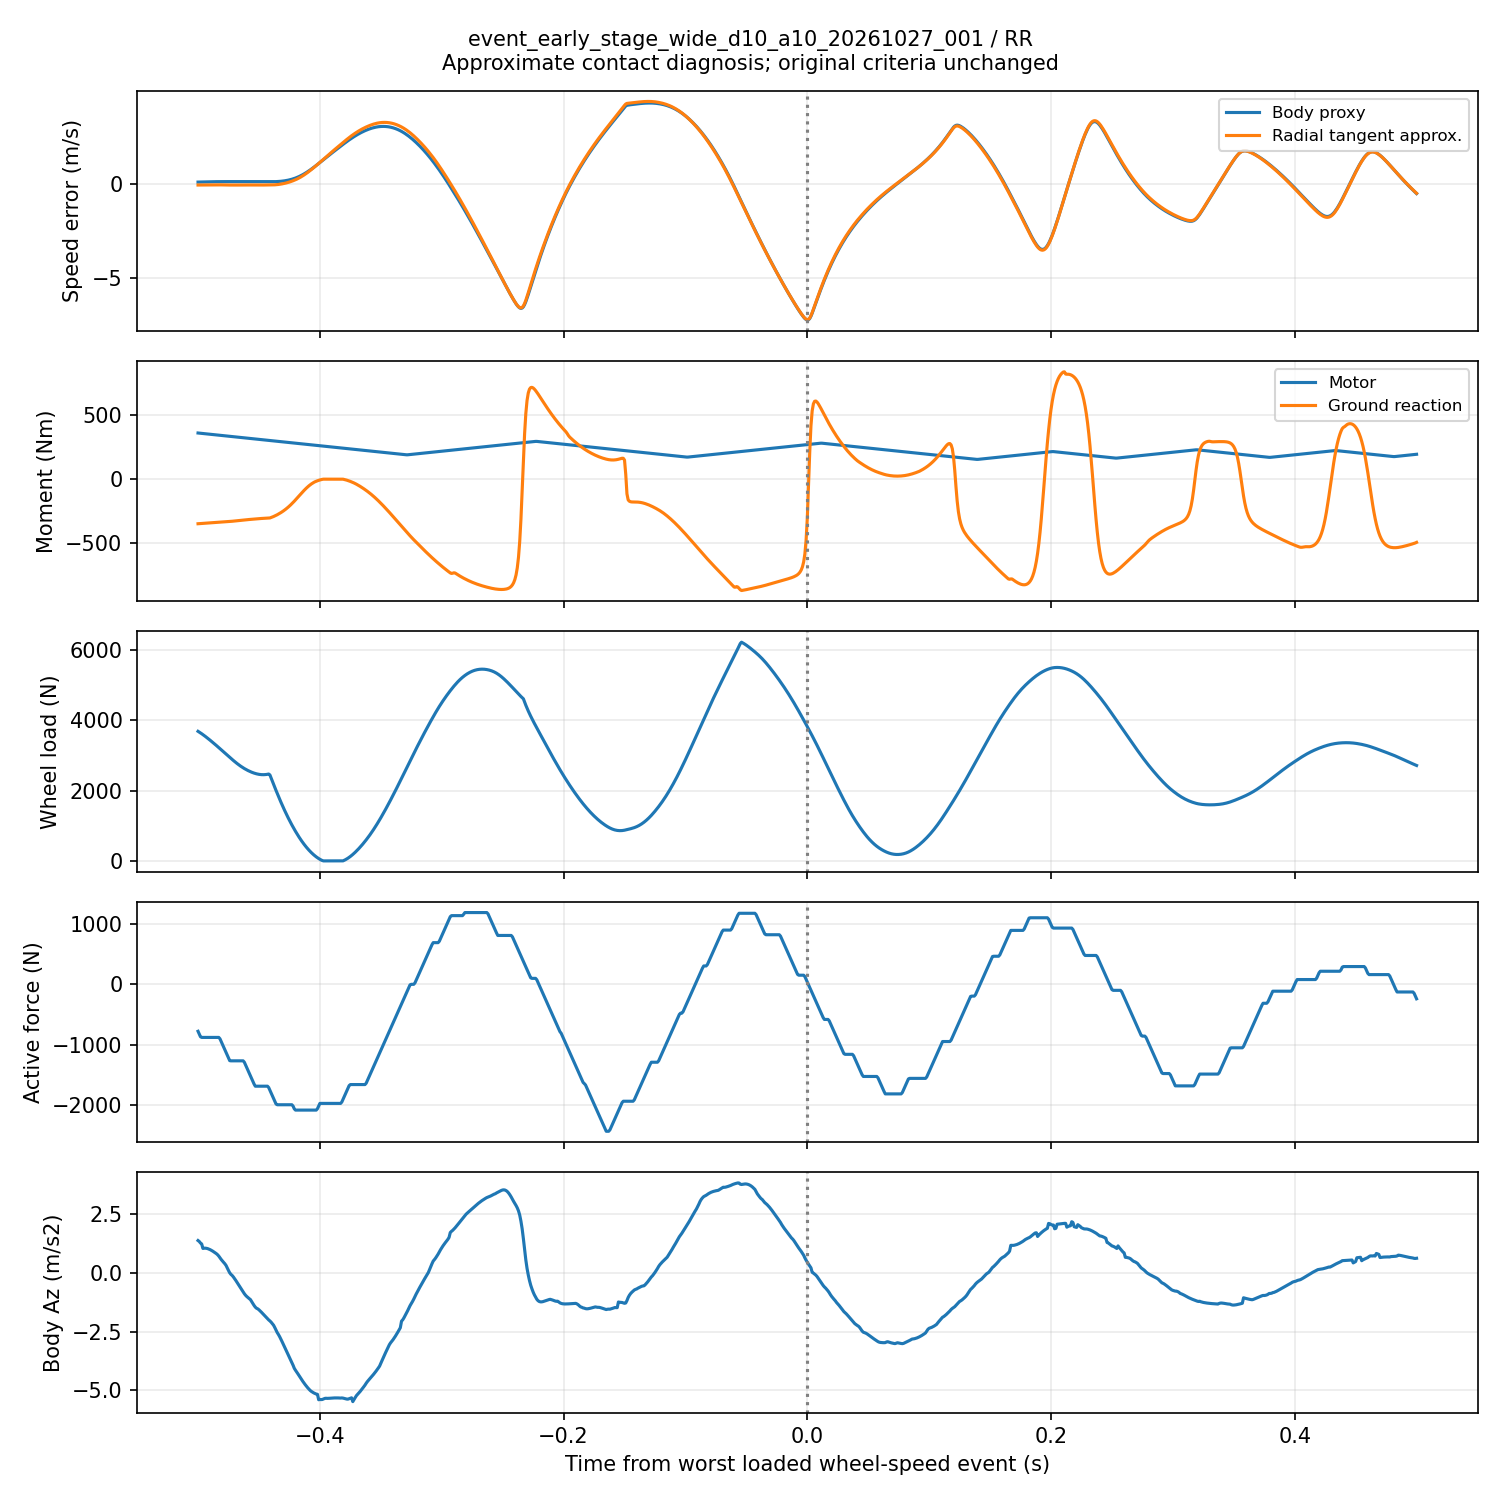 event_early_stage_wide_d10_a10_20261027_001 / RR
Approximate contact diagnosis; original criteria unchanged
Speed error (m/s)
0
−5
Body proxy
Radial tangent approx.
Moment (Nm)
500
0
−500
Motor
Ground reaction
Wheel load (N)
6000
4000
2000
0
Active force (N)
1000
0
−1000
−2000
Body Az (m/s2)
2.5
0.0
−2.5
−5.0
−0.4
−0.2
0.0
0.2
0.4
Time from worst loaded wheel-speed event (s)